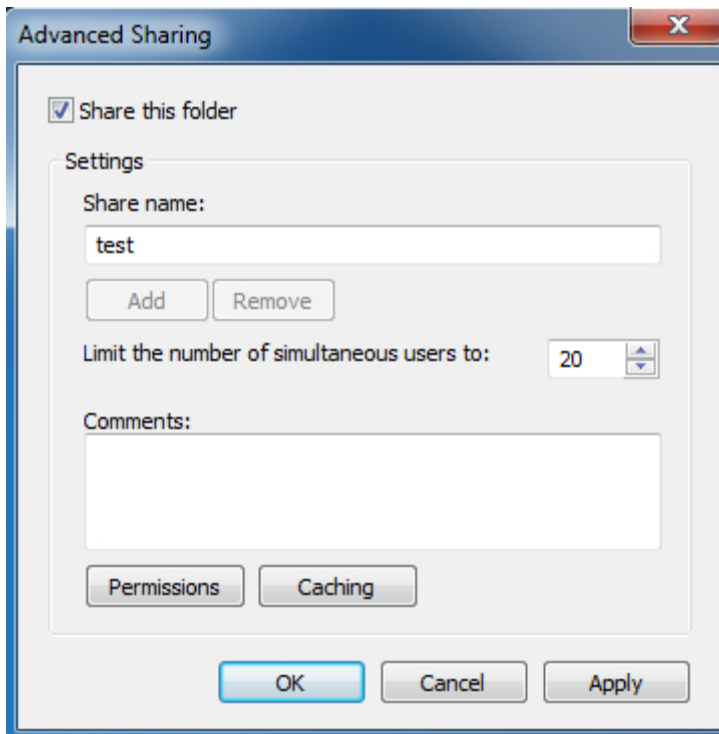 Advanced Sharing
Share this folder
Settings
Share name:
test
Add Remove
Limit the number of simultaneous users to: 20
Comments:
Permissions Caching
OK Cancel Apply